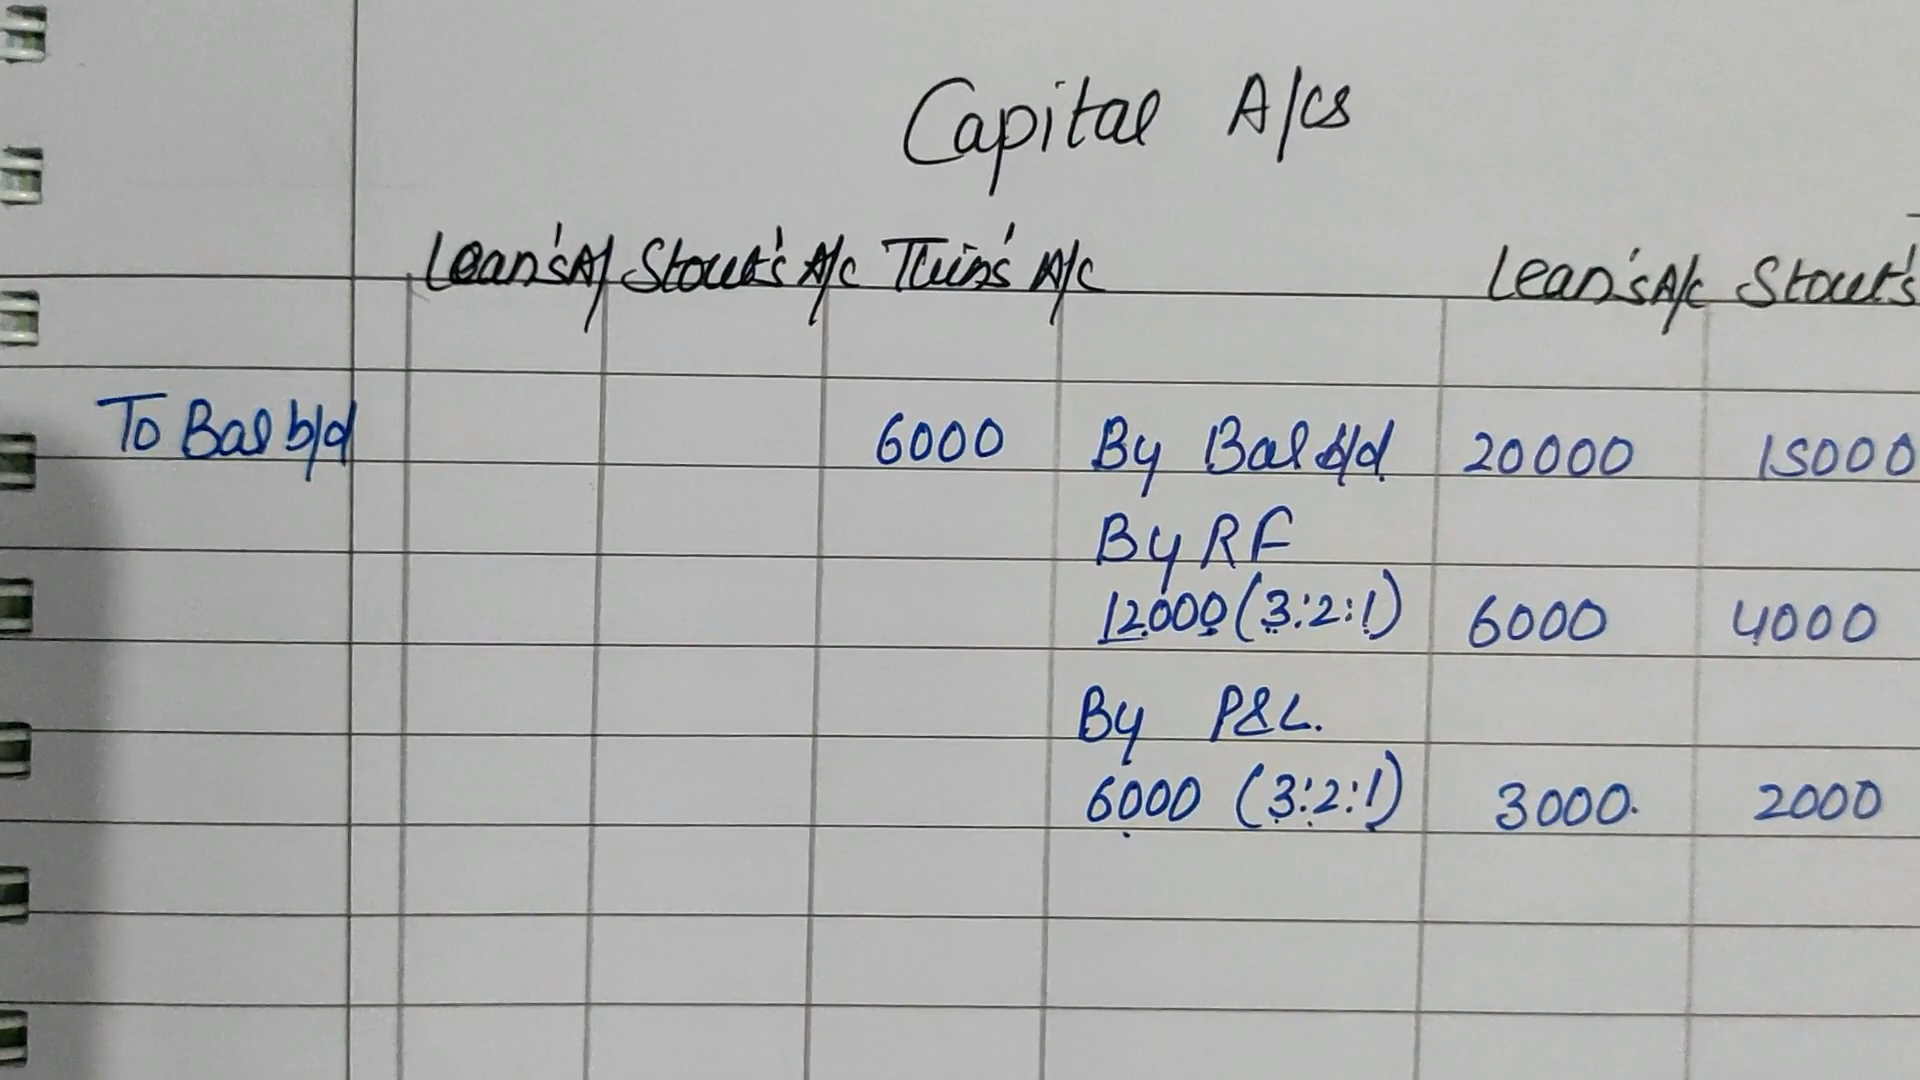 Capital A/cs
Lean's A/ Stout's A/c Thin's A/c Lean's A/c Stout's
To Bal b/d 6000 By Bal b/d 20000 15000
By RF
12000 (3:2:1) 6000 4000
By P&L.
6000 (3:2:1) 3000. 2000